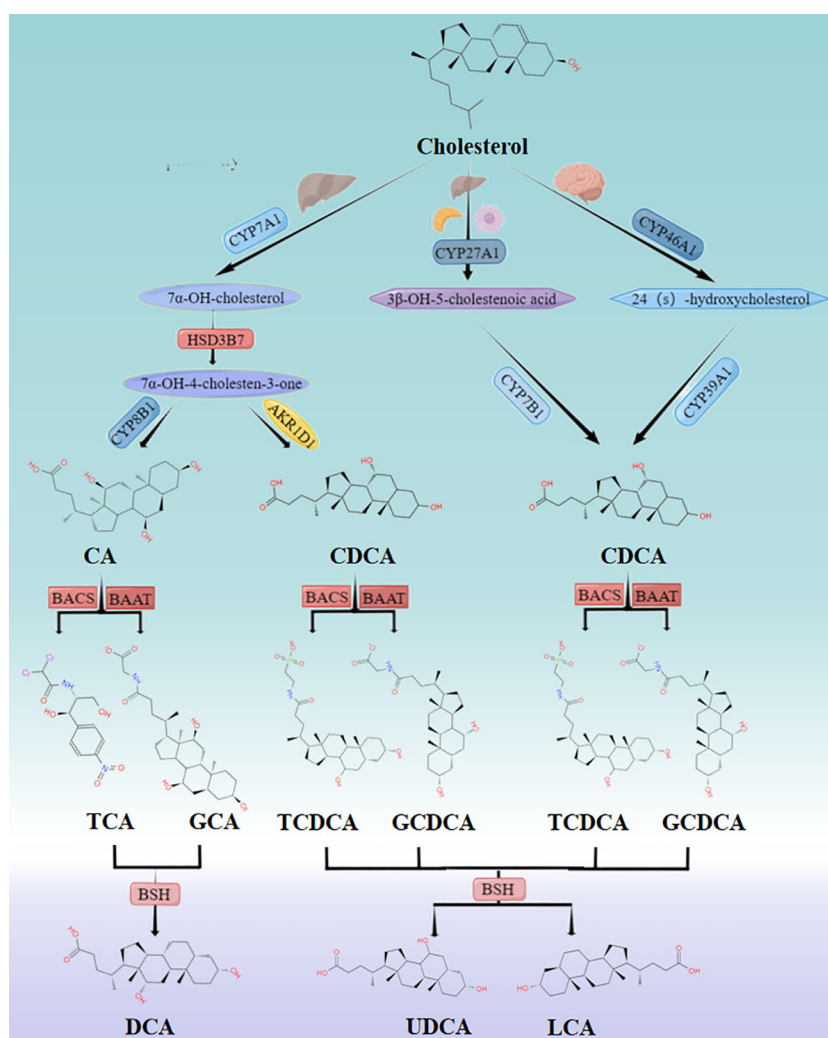 Cholesterol
CYP7A1
CYP27A1
CYP46A1
7α-OH-cholesterol
3β-OH-5-cholestenoic acid
24 (s) -hydroxycholesterol
HSD3B7
7α-OH-4-cholesten-3-one
CYP8B1
AKR1D1
CYP7B1
CYP39A1
CA
CDCA
CDCA
BACS BAAT
BACS BAAT
BACS BAAT
TCA
GCA
TCDCA
GCDCA
TCDCA
GCDCA
BSH
BSH
DCA
UDCA
LCA